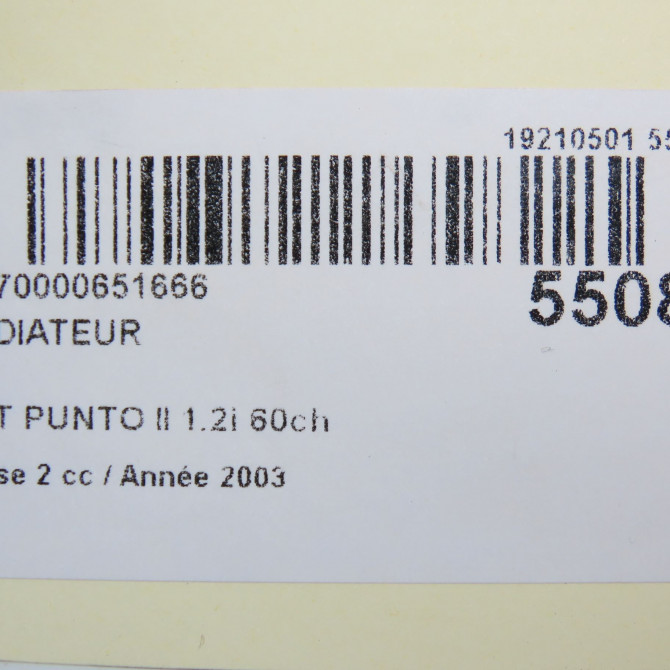 19210501 55
70000651666
5508
DIATEUR
T PUNTO II 1.2i 60ch
se 2 cc / Année 2003